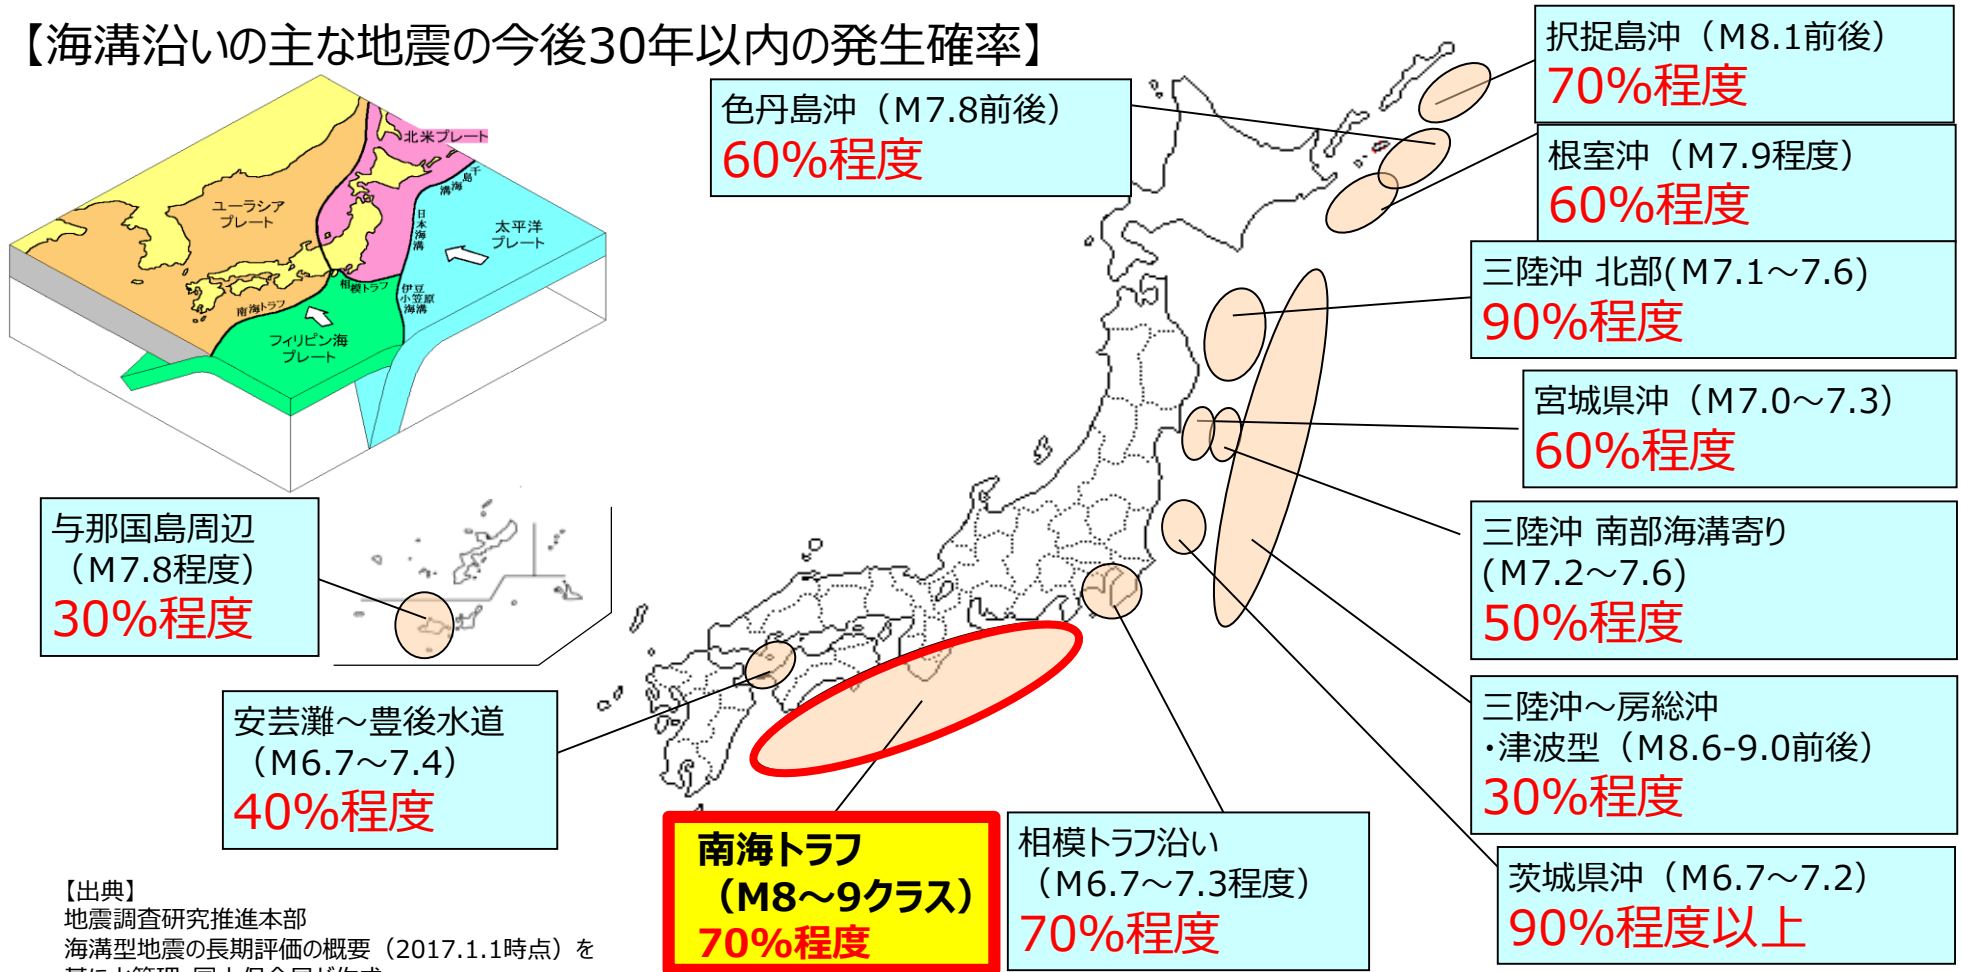 【海溝沿いの主な地震の今後30年以内の発生確率】
北米プレート
千島海溝
ユーラシア
プレート
日本海溝
太平洋
プレート
相模トラフ
伊豆
小笠原
海溝
南海トラフ
フィリピン海
プレート
択捉島沖（M8.1前後）
70%程度
色丹島沖（M7.8前後）
60%程度
根室沖（M7.9程度）
60%程度
三陸沖 北部(M7.1～7.6)
90%程度
宮城県沖（M7.0～7.3）
60%程度
三陸沖 南部海溝寄り
(M7.2～7.6)
50%程度
三陸沖～房総沖
・津波型（M8.6-9.0前後）
30%程度
茨城県沖（M6.7～7.2）
90%程度以上
与那国島周辺
（M7.8程度）
30%程度
安芸灘～豊後水道
（M6.7～7.4）
40%程度
南海トラフ
（M8～9クラス）
70%程度
相模トラフ沿い
（M6.7～7.3程度）
70%程度
【出典】
地震調査研究推進本部
海溝型地震の長期評価の概要（2017.1.1時点）を